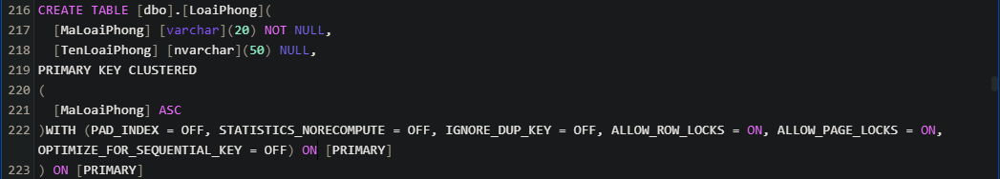 216 CREATE TABLE [dbo].[LoaiPhong](
217 [MaLoaiPhong] [varchar](20) NOT NULL,
218 [TenLoaiPhong] [nvarchar](50) NULL,
219 PRIMARY KEY CLUSTERED
220 (
221 [MaLoaiPhong] ASC
222 )WITH (PAD_INDEX = OFF, STATISTICS_NORECOMPUTE = OFF, IGNORE_DUP_KEY = OFF, ALLOW_ROW_LOCKS = ON, ALLOW_PAGE_LOCKS = ON,
OPTIMIZE_FOR_SEQUENTIAL_KEY = OFF) ON [PRIMARY]
223 ) ON [PRIMARY]